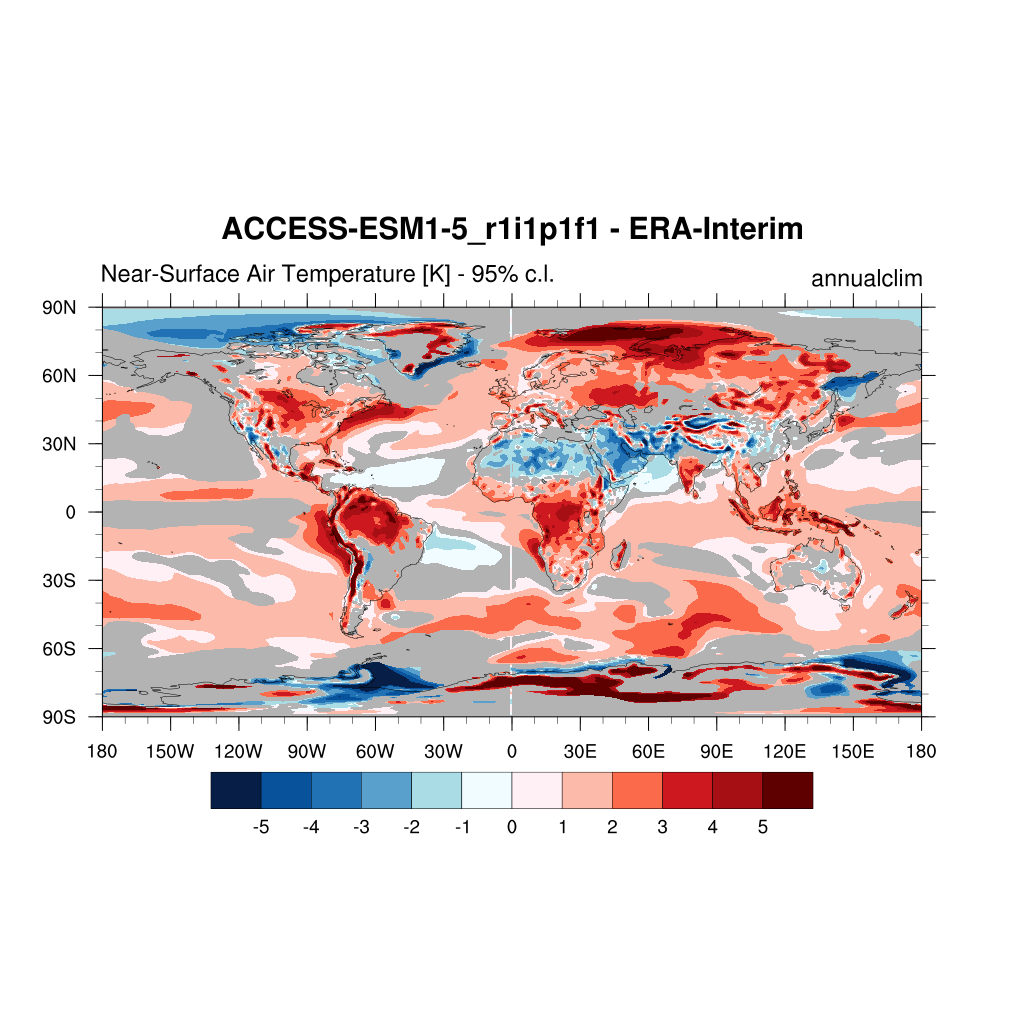 ACCESS-ESM1-5_r1i1p1f1 - ERA-Interim
Near-Surface Air Temperature [K] - 95% c.l.
annualclim
90N
60N
30N
0
30S
60S
90S
180 150W 120W 90W 60W 30W 0 30E 60E 90E 120E 150E 180
-5 -4 -3 -2 -1 0 1 2 3 4 5